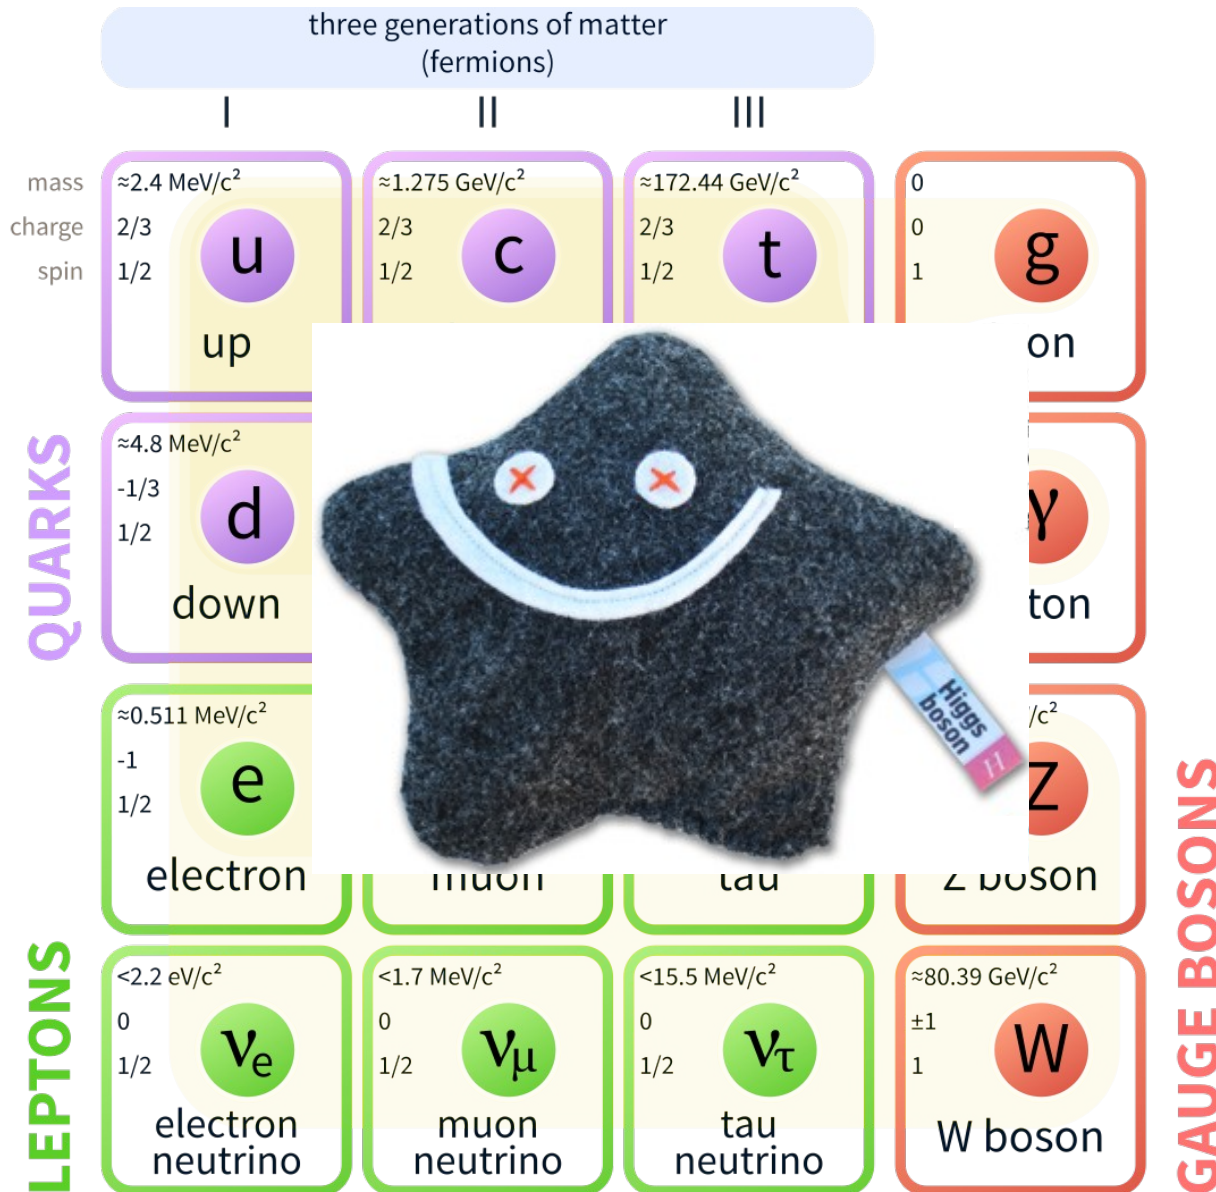 three generations of matter
(fermions)
I II III
mass
charge
spin
≈2.4 MeV/c²
2/3
1/2
u
up
≈1.275 GeV/c²
2/3
1/2
c
≈172.44 GeV/c²
2/3
1/2
t
0
0
1
g
on
QUARKS
≈4.8 MeV/c²
-1/3
1/2
d
down
γ
ton
≈0.511 MeV/c²
-1
1/2
e
electron
muon
tau
Higgs
boson
H
/c²
Z
Z boson
LEPTONS
<2.2 eV/c²
0
1/2
νe
electron
neutrino
<1.7 MeV/c²
0
1/2
νμ
muon
neutrino
<15.5 MeV/c²
0
1/2
ντ
tau
neutrino
≈80.39 GeV/c²
±1
1
W
W boson
GAUGE BOSONS